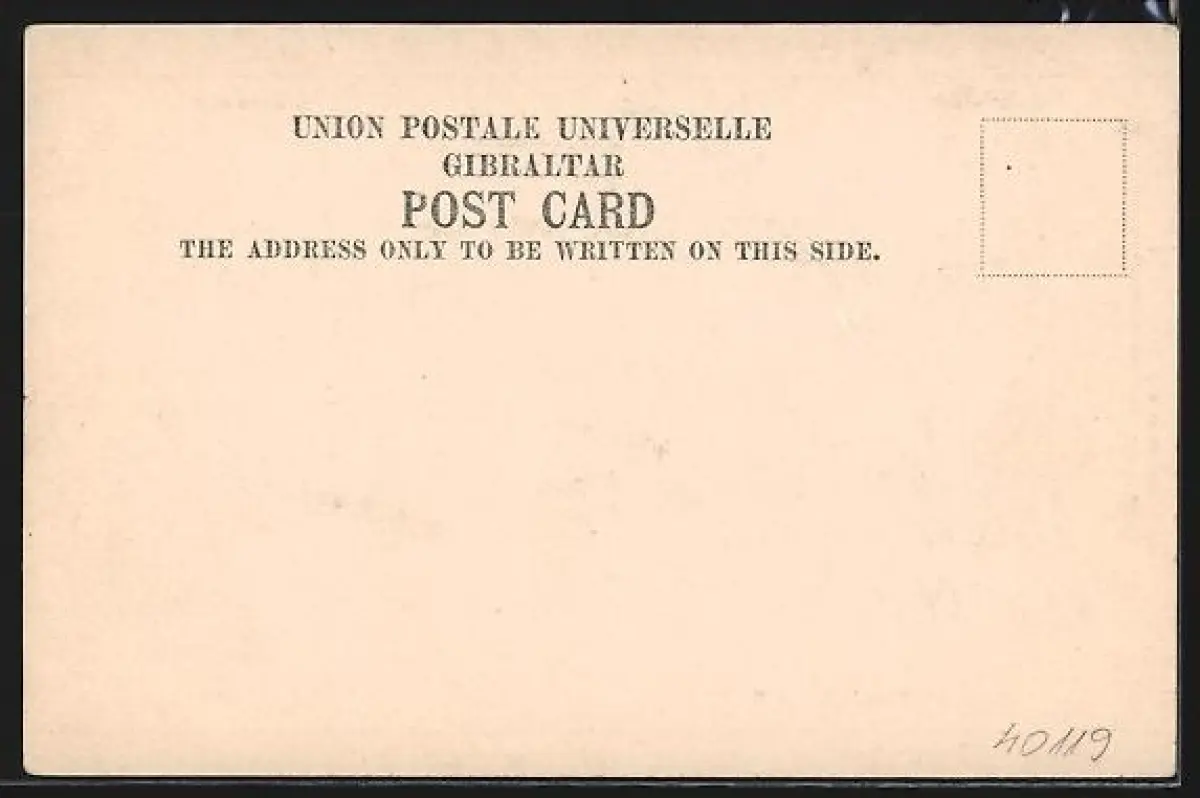 UNION POSTALE UNIVERSELLE
GIBRALTAR
POST CARD
THE ADDRESS ONLY TO BE WRITTEN ON THIS SIDE.
40119